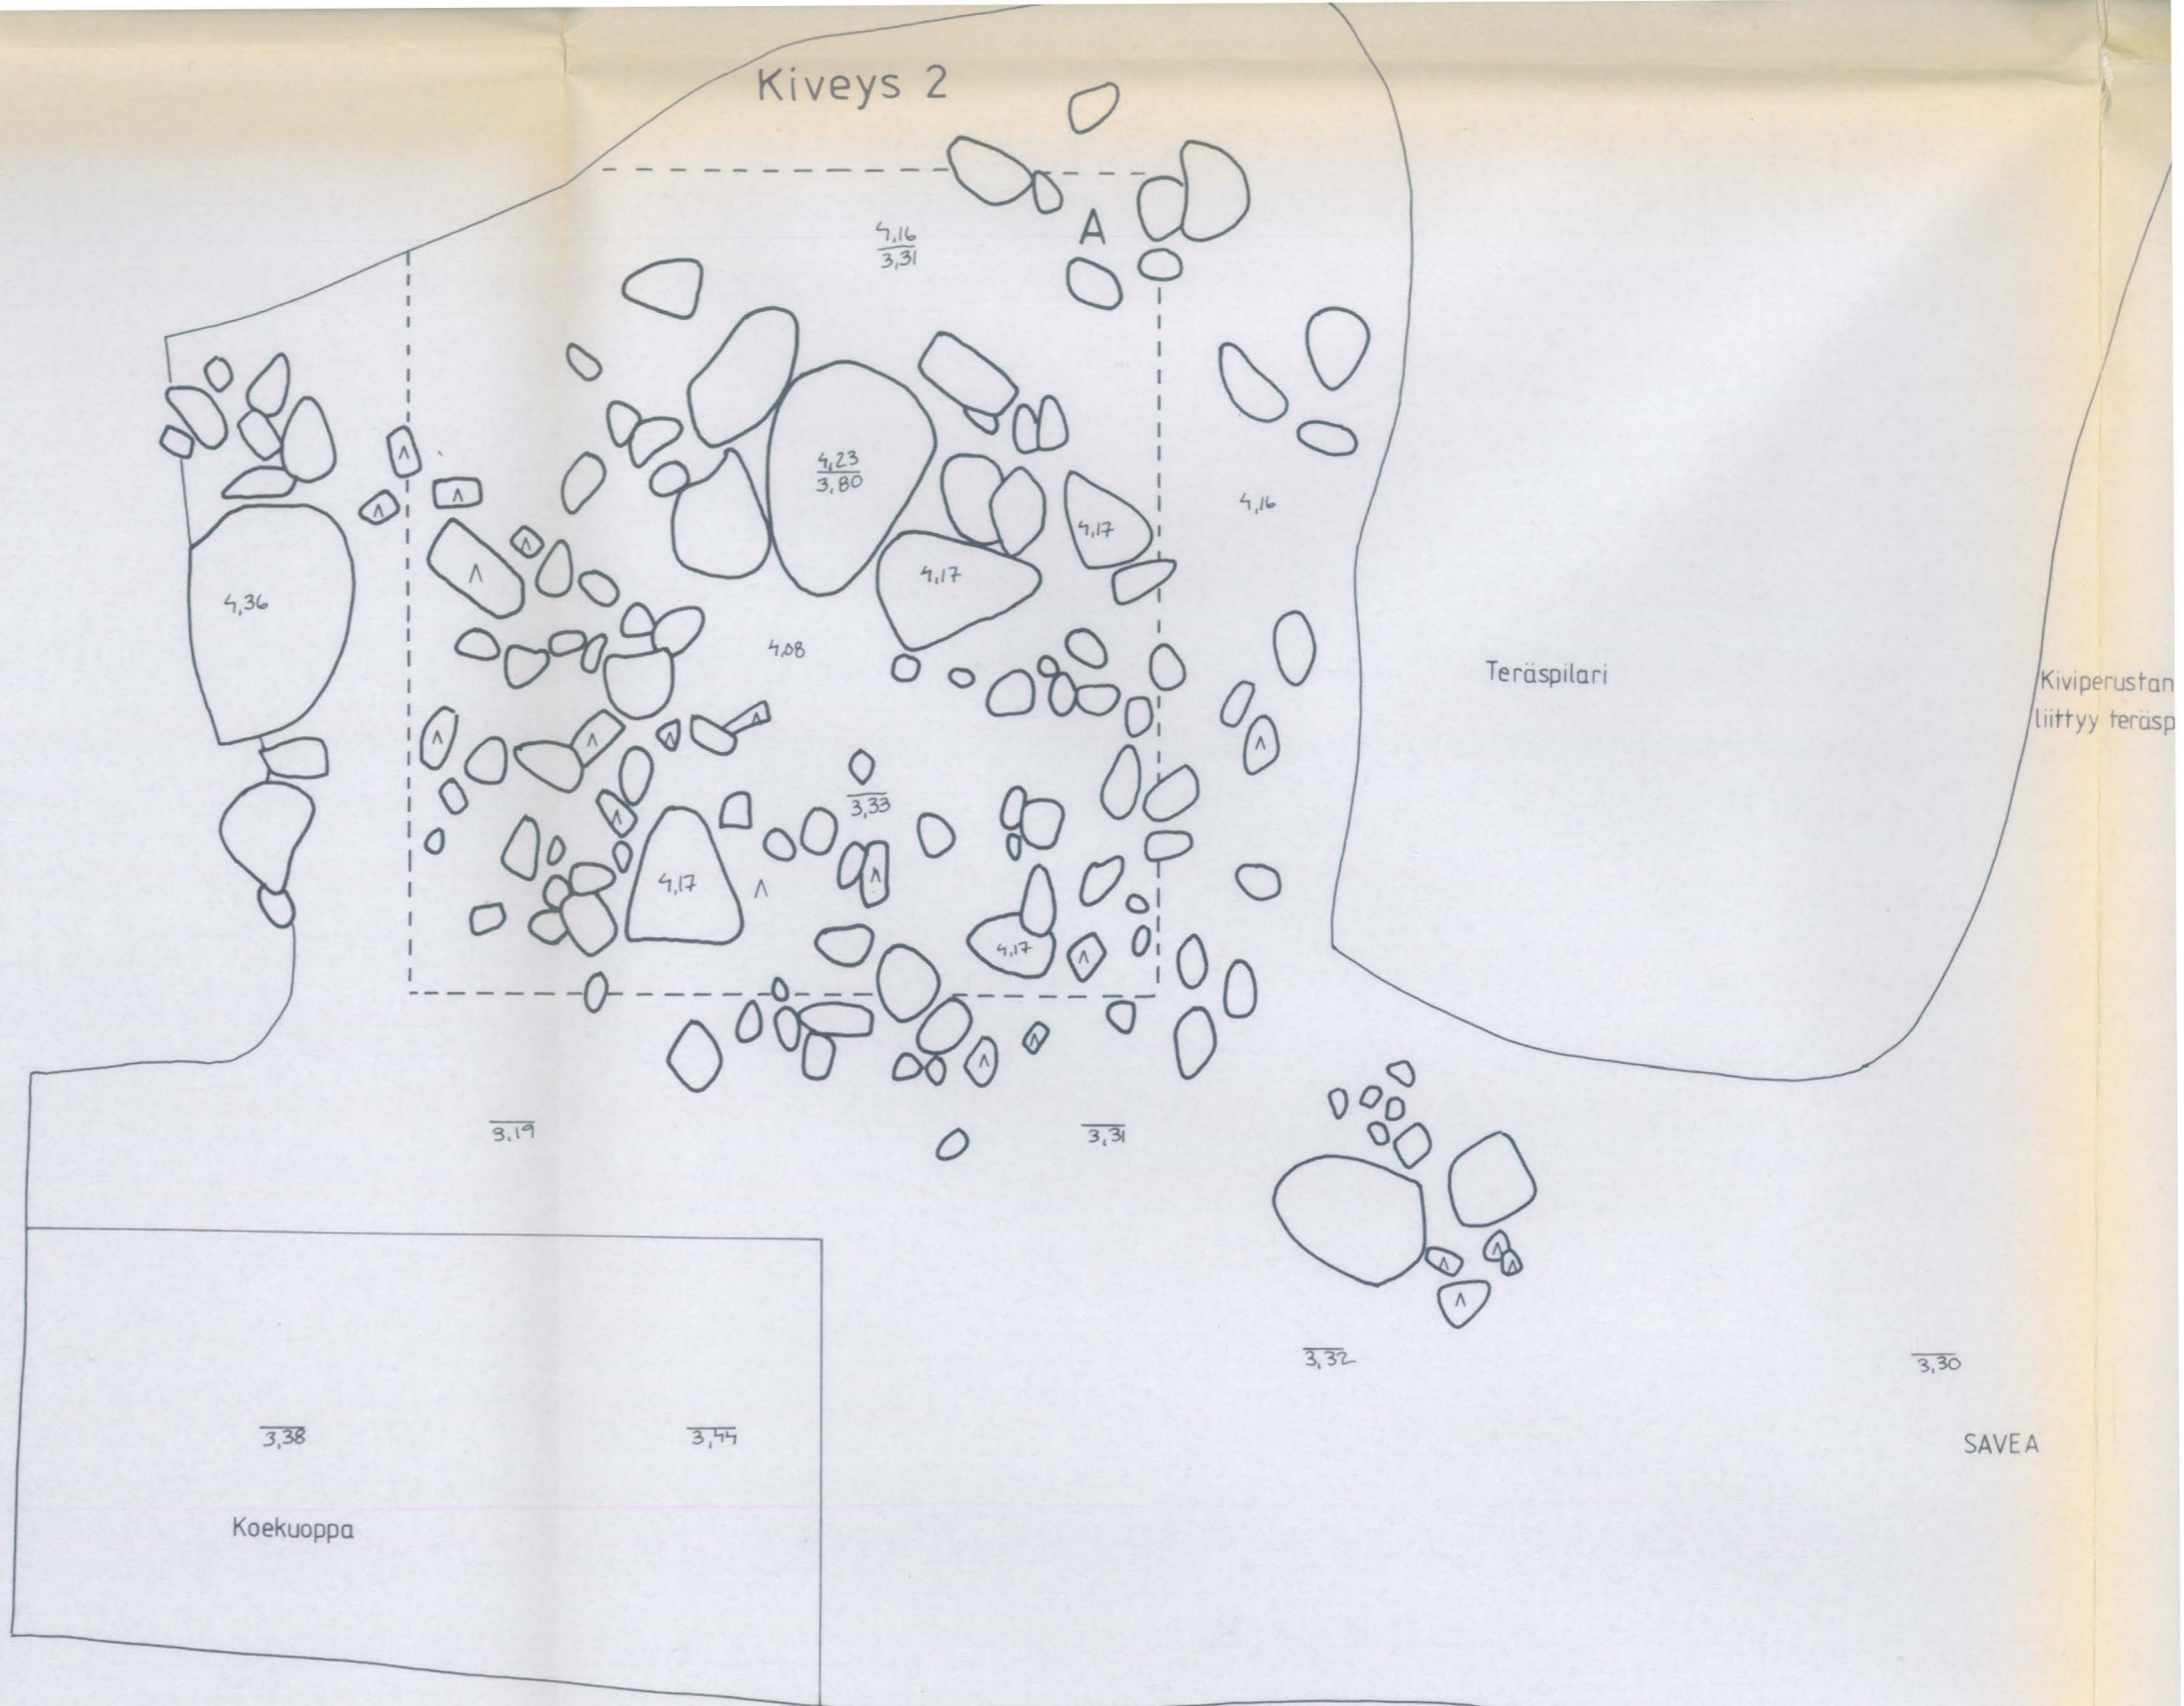 Kiveys 2
A
4,16
3,31
4,23
3,80
4,16
4,17
4,17
4,36
4,08
Teräspilari
Kiviperustan
liittyy teräsp
3,33
4,17
4,17
3,19
3,31
3,32
3,30
3,38
3,44
SAVEA
Koekuoppa